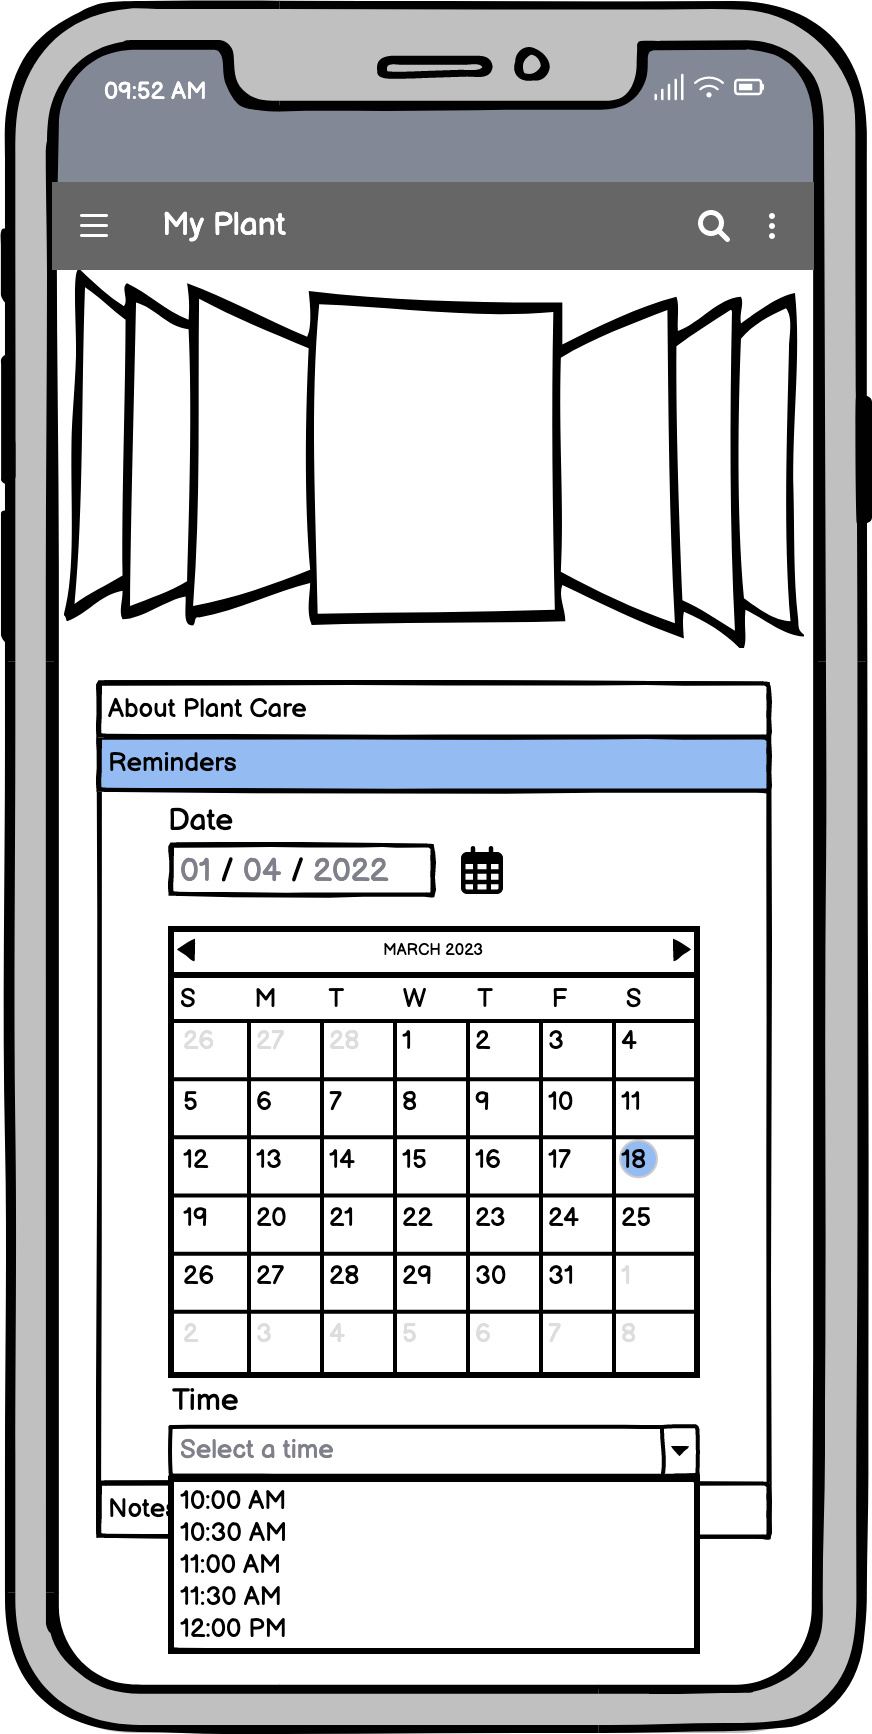 09:52 AM
My Plant
About Plant Care
Reminders
Date
01 / 04 / 2022
MARCH 2023
S M T W T F S
26 27 28 1 2 3 4
5 6 7 8 9 10 11
12 13 14 15 16 17 18
19 20 21 22 23 24 25
26 27 28 29 30 31 1
2 3 4 5 6 7 8
Time
Select a time
Notes
10:00 AM
10:30 AM
11:00 AM
11:30 AM
12:00 PM